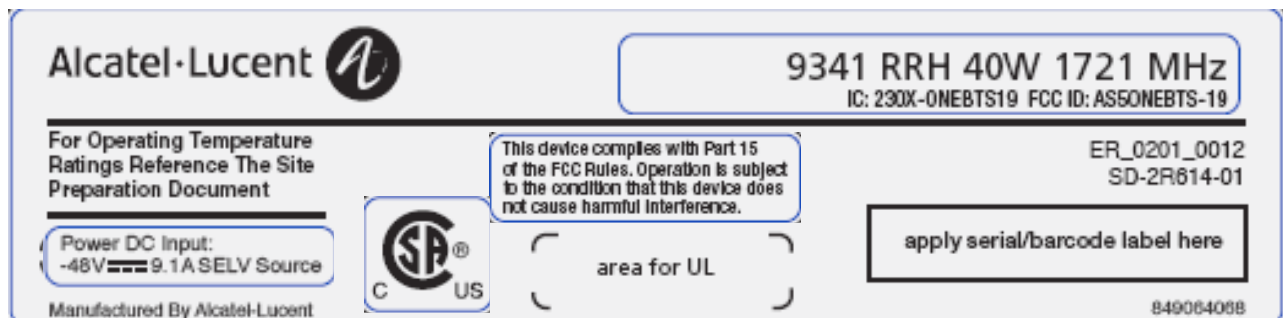 Alcatel·Lucent
9341 RRH 40W 1721 MHz
IC: 230X-ONEBTS19 FCC ID: AS5ONEBTS-19
For Operating Temperature
Ratings Reference The Site
Preparation Document
This device complies with Part 15
of the FCC Rules. Operation is subject
to the condition that this device does
not cause harmful interference.
ER_0201_0012
SD-2R614-01
Power DC Input:
-48V 9.1A SELV Source
CSA®
C US
area for UL
apply serial/barcode label here
Manufactured By Alcatel-Lucent
849064068